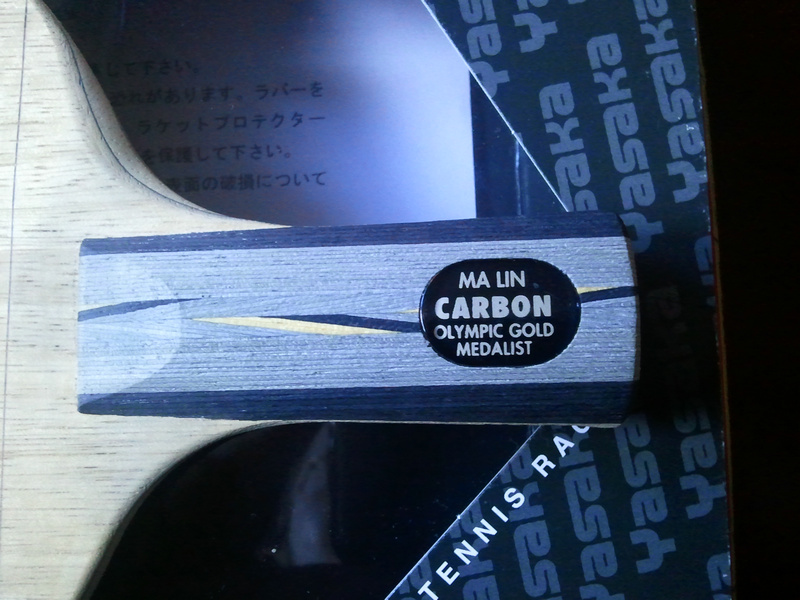 して下さい。
があります。ラバーを
ラケットプロテクター
を保護して下さい。
表面の破損について
MA LIN
CARBON
OLYMPIC GOLD
MEDALIST
TENNIS RAC
Yasaka Yasaka Yasaka
Yasaka Yasaka Yasaka